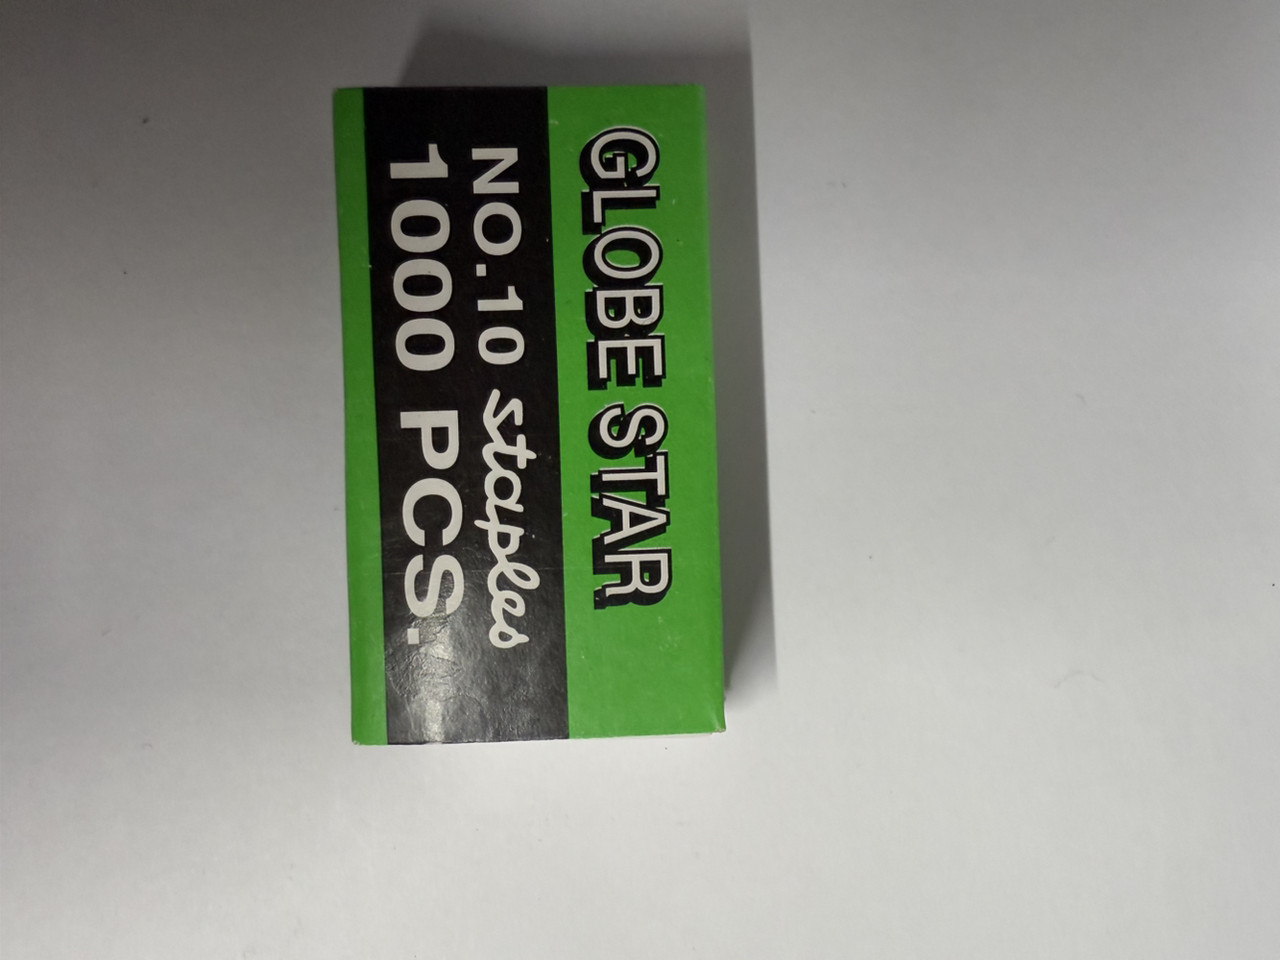 GLOBE STAR
NO.10 staples
1000 PCS.